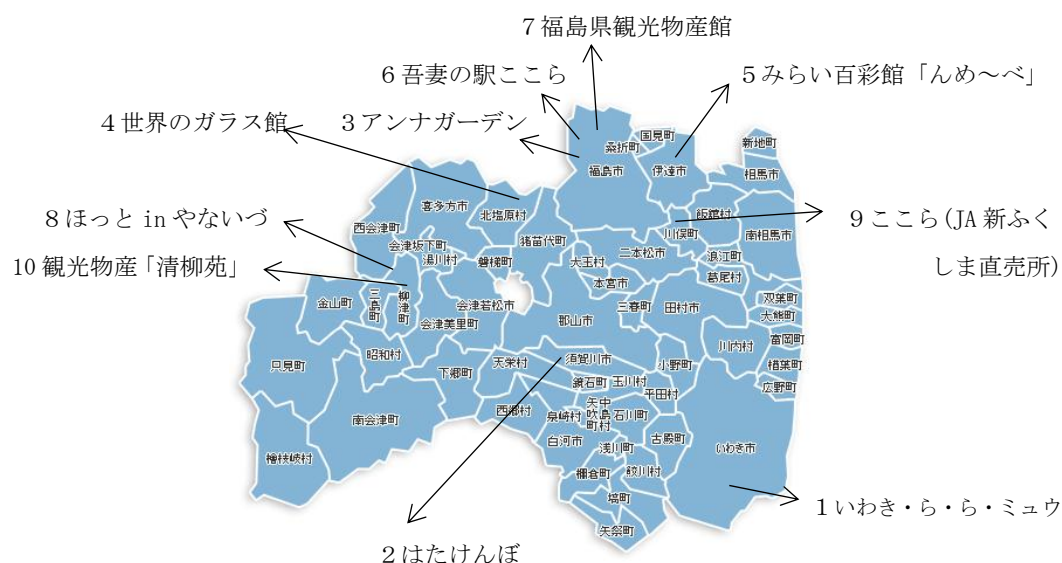 7福島県観光物産館
6吾妻の駅ここら
5みらい百彩館「んめ～べ」
4世界のガラス館
3アンナガーデン
国見町
桑折町
新地町
福島市
伊達市
相馬市
喜多方市
北塩原村
飯舘村
8ほっと in やないづ
9ここら(JA 新ふく
しま直売所)
西会津町
猪苗代町
川俣町
南相馬市
会津坂下町
二本松市
湯川村
磐梯町
大玉村
浪江町
10 観光物産「清柳苑」
葛尾村
本宮市
金山町
三島町
柳津町
会津若松市
三春町
田村市
双葉町
大熊町
会津美里町
郡山市
富岡町
川内村
昭和村
只見町
下郷町
天栄村
須賀川市
小野町
楢葉町
鏡石町
玉川村
平田村
広野町
南会津町
西郷村
泉崎村
矢吹町
中島村
石川町
白河市
浅川町
古殿町
いわき市
檜枝岐村
棚倉町
鮫川村
塙町
1いわき・ら・ら・ミュウ
矢祭町
2はたけんぼ